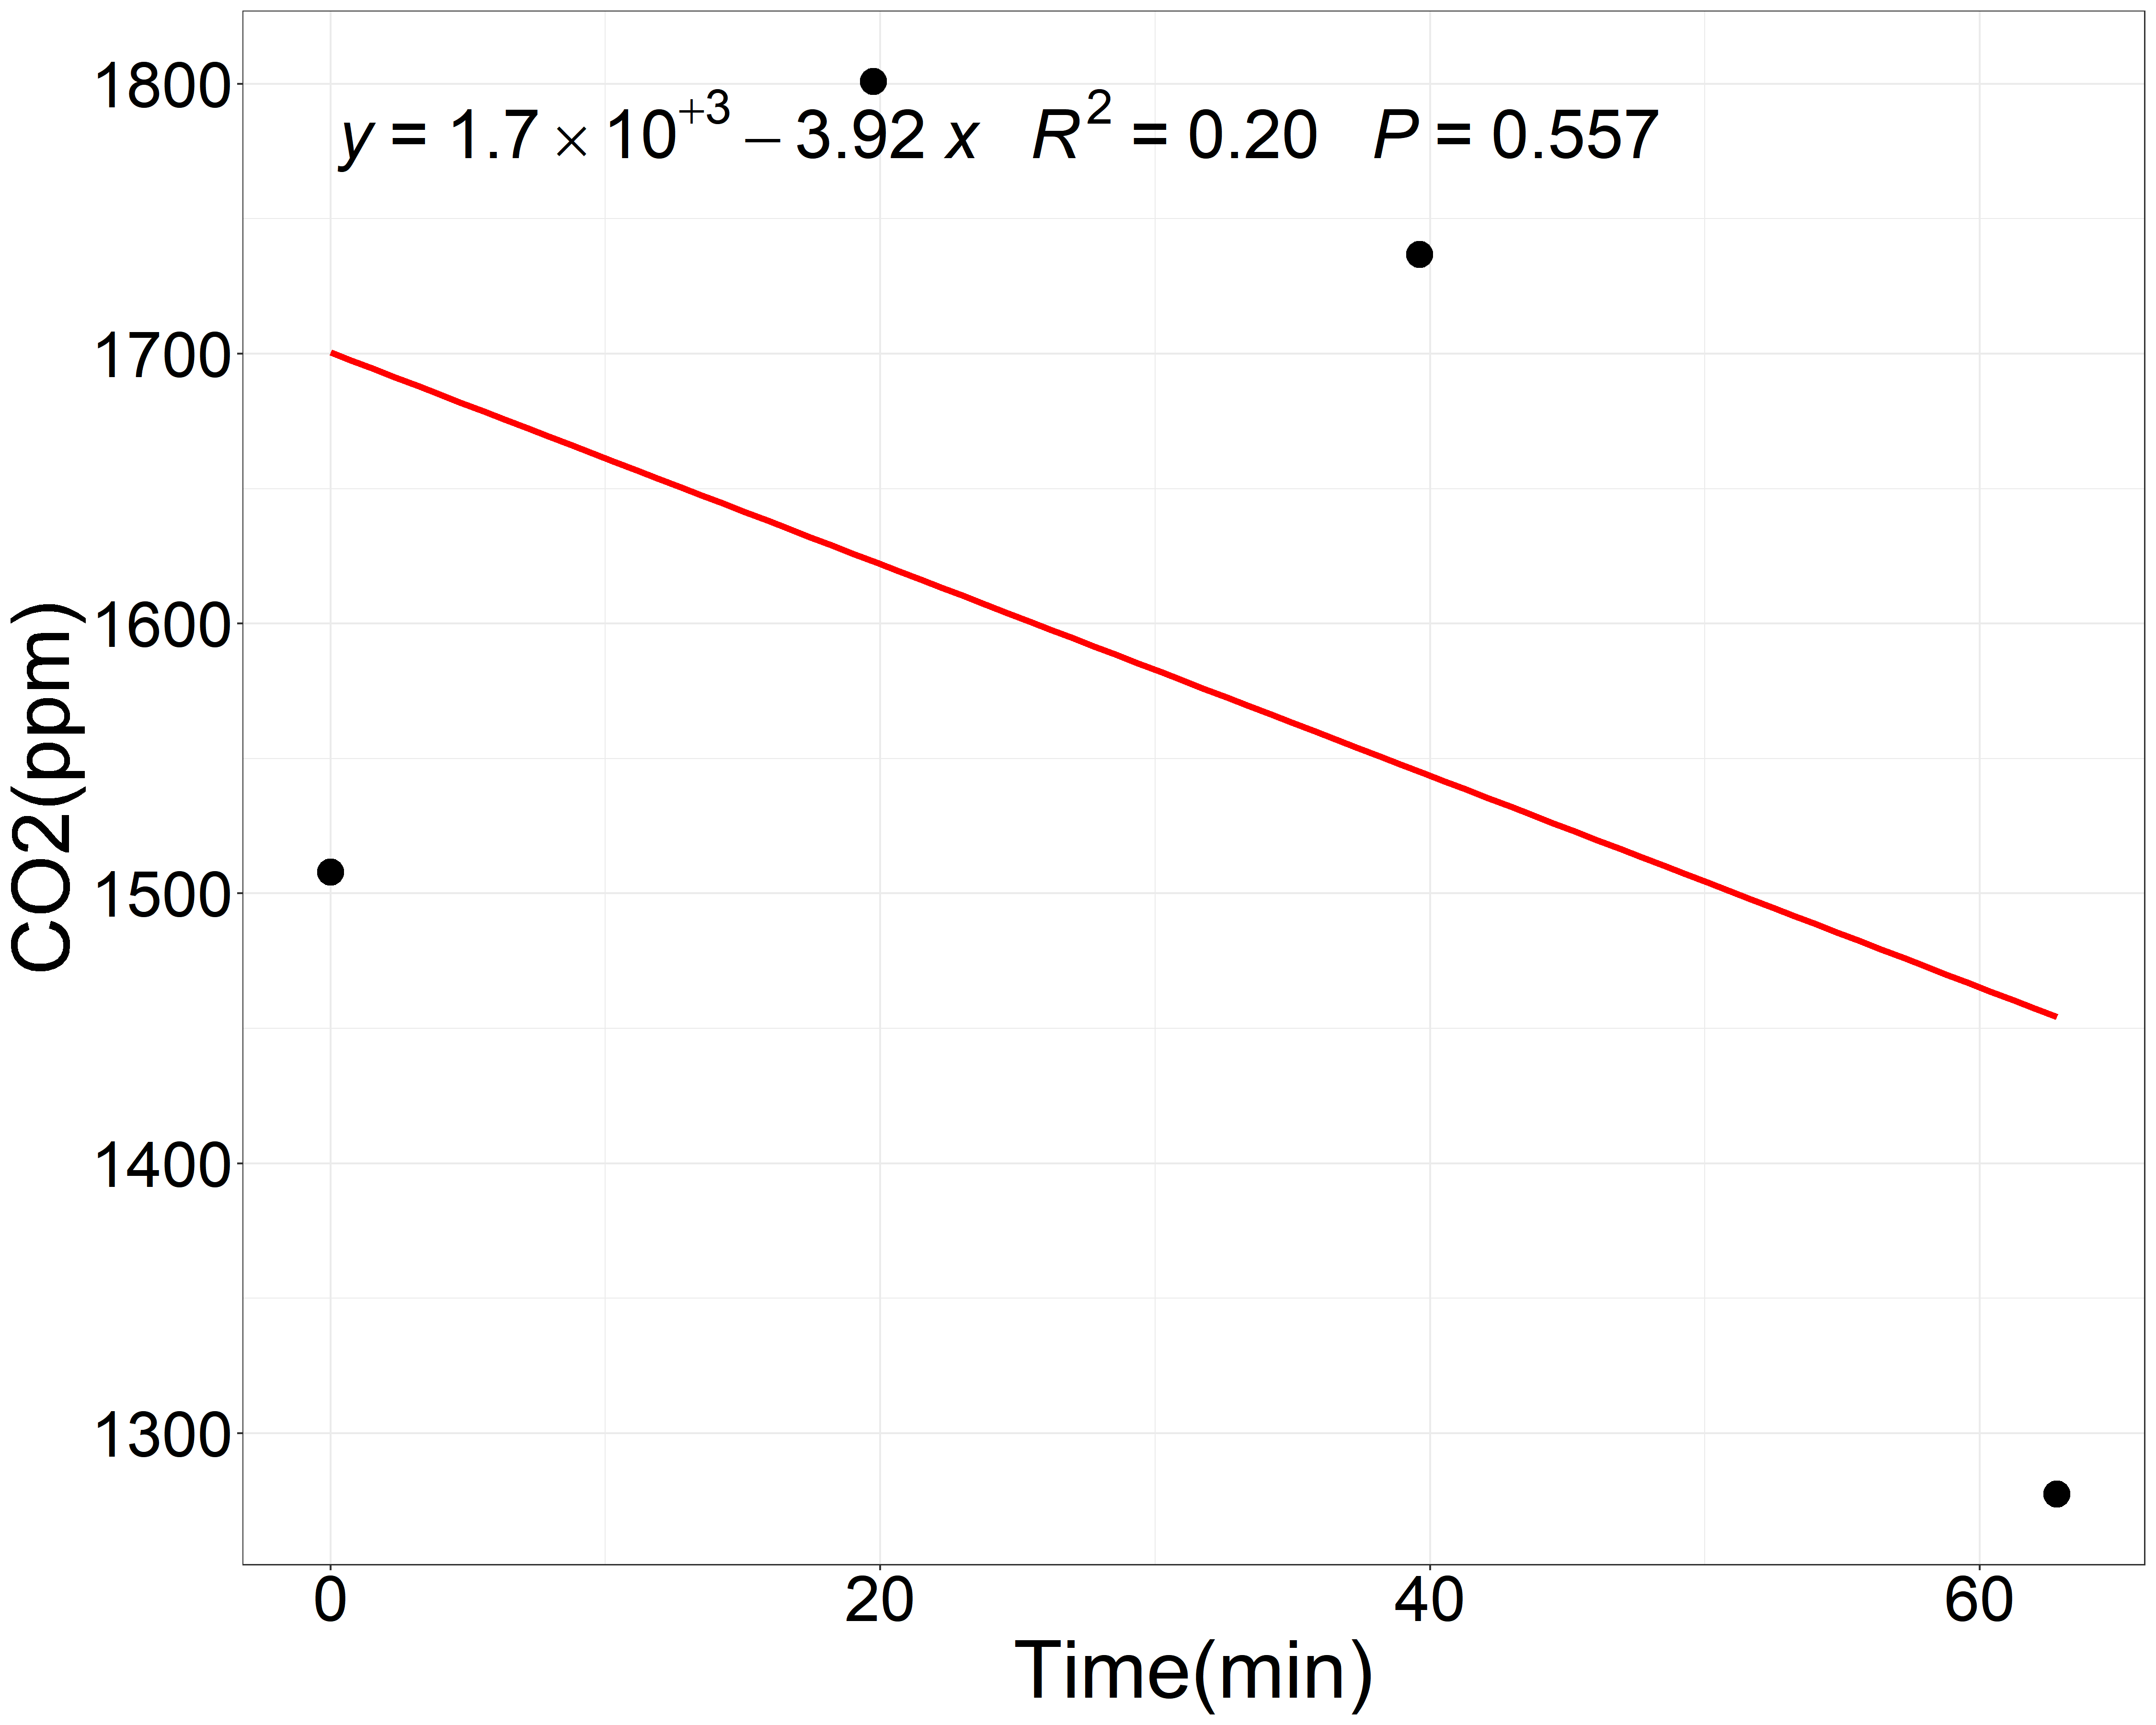 1800
y = 1.7 × 10⁺³ − 3.92 x R² = 0.20 P = 0.557
1700
1600
1500
1400
1300
CO2(ppm)
0 20 40 60
Time(min)